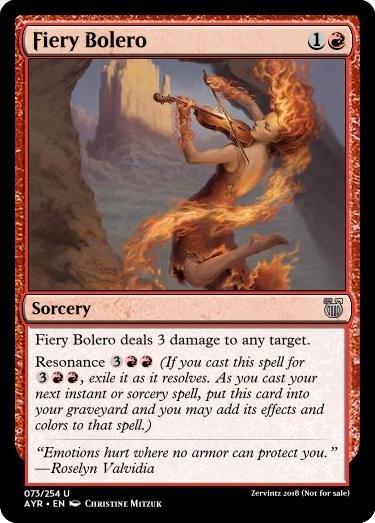 Fiery Bolero 1
Sorcery
Fiery Bolero deals 3 damage to any target.
Resonance 3 (If you cast this spell for
3, exile it as it resolves. As you cast your
next instant or sorcery spell, put this card into
your graveyard and you may add its effects and
colors to that spell.)
“Emotions hurt where no armor can protect you.”
—Roselyn Valvidia
073/254 U
AYR • EN Christine Mitzuk
Zervintz 2018 (Not for sale)